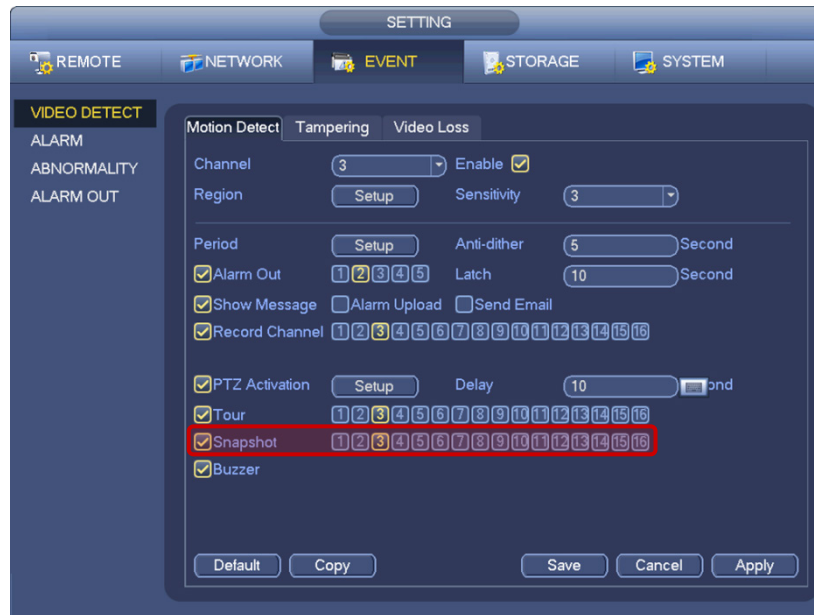 SETTING
REMOTE NETWORK EVENT STORAGE SYSTEM
VIDEO DETECT
ALARM
ABNORMALITY
ALARM OUT
Motion Detect Tampering Video Loss
Channel 3 Enable
Region Setup Sensitivity 3
Period Setup Anti-dither 5 Second
Alarm Out 1 2 3 4 5 Latch 10 Second
Show Message Alarm Upload Send Email
Record Channel 1 2 3 4 5 6 7 8 9 10 11 12 13 14 15 16
PTZ Activation Setup Delay 10 ond
Tour 1 2 3 4 5 6 7 8 9 10 11 12 13 14 15 16
Snapshot 1 2 3 4 5 6 7 8 9 10 11 12 13 14 15 16
Buzzer
Default Copy Save Cancel Apply